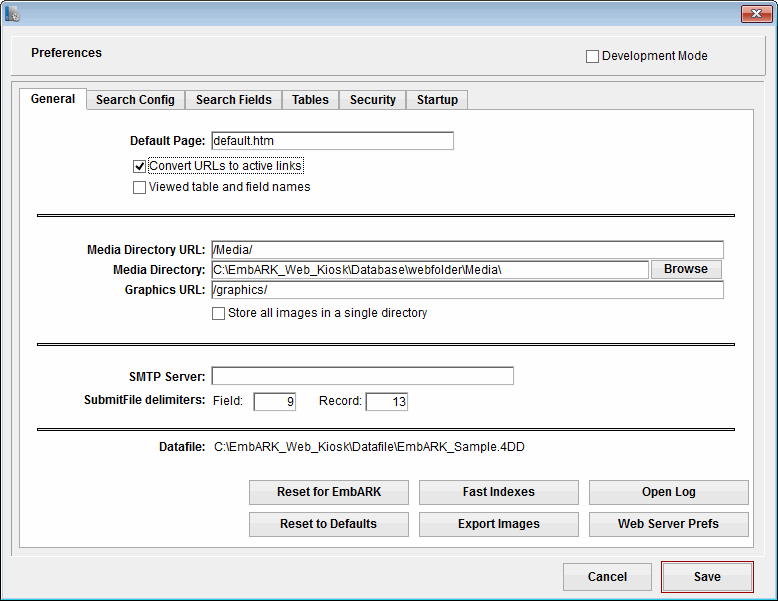 Preferences
Development Mode
General Search Config Search Fields Tables Security Startup
Default Page: default.htm
Convert URLs to active links
Viewed table and field names
Media Directory URL: /Media/
Media Directory: C:\EmbARK_Web_Kiosk\Database\webfolder\Media\ Browse
Graphics URL: /graphics/
Store all images in a single directory
SMTP Server:
SubmitFile delimiters: Field: 9 Record: 13
Datafile: C:\EmbARK_Web_Kiosk\Datafile\EmbARK_Sample.4DD
Reset for EmbARK Fast Indexes Open Log
Reset to Defaults Export Images Web Server Prefs
Cancel Save